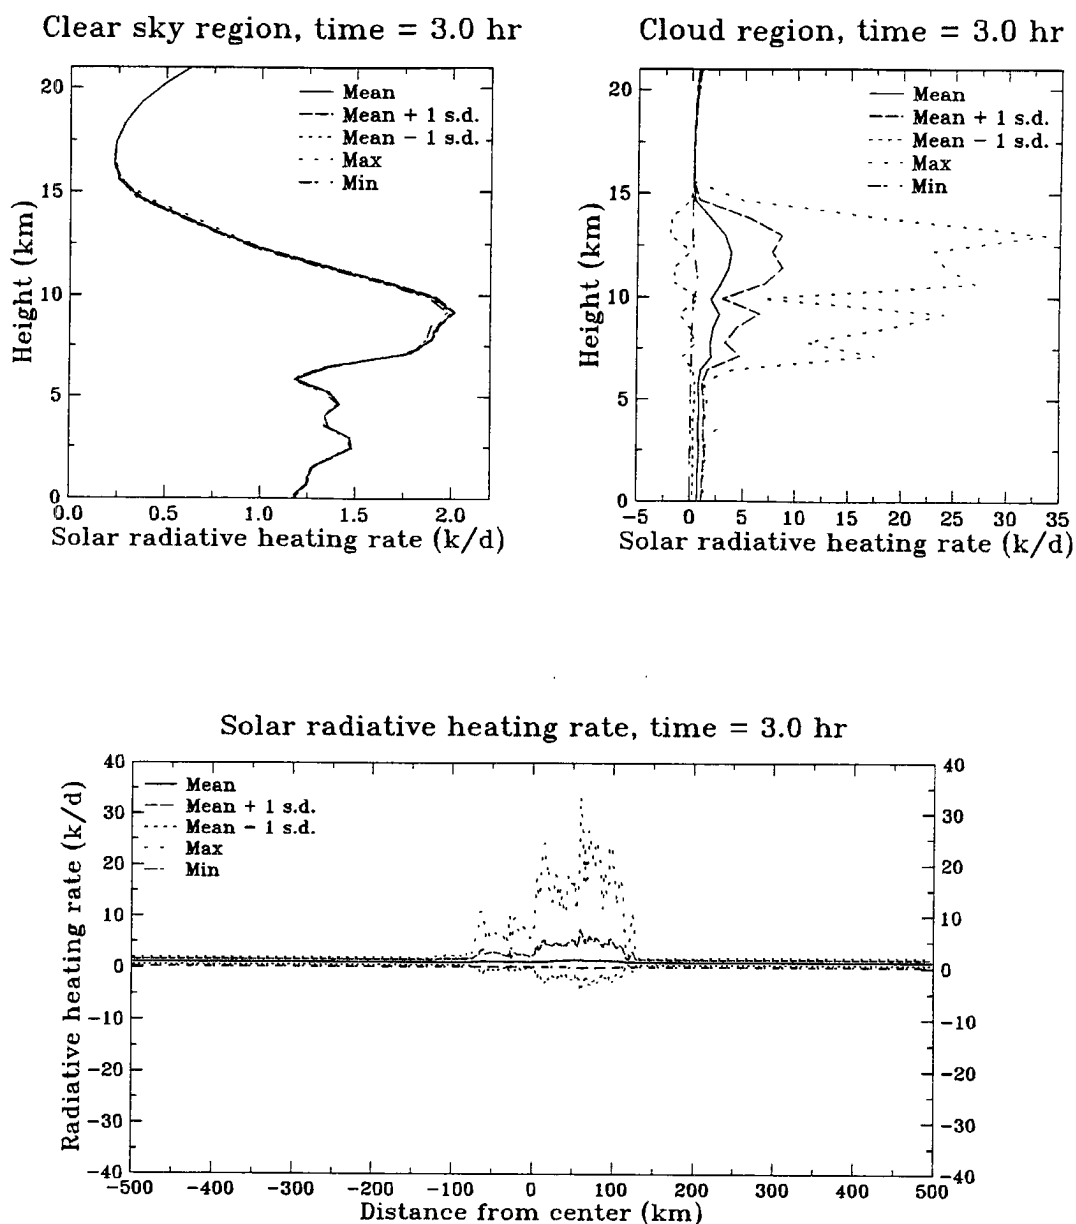 Clear sky region, time = 3.0 hr
20
15
10
5
0
Height (km)
Mean
Mean + 1 s.d.
Mean − 1 s.d.
Max
Min
0.0 0.5 1.0 1.5 2.0
Solar radiative heating rate (k/d)
Cloud region, time = 3.0 hr
20
15
10
5
0
Height (km)
Mean
Mean + 1 s.d.
Mean − 1 s.d.
Max
Min
−5 0 5 10 15 20 25 30 35
Solar radiative heating rate (k/d)
Solar radiative heating rate, time = 3.0 hr
40
30
20
10
0
−10
−20
−30
−40
Radiative heating rate (k/d)
Mean
Mean + 1 s.d.
Mean − 1 s.d.
Max
Min
40
30
20
10
0
−10
−20
−30
−40
−500 −400 −300 −200 −100 0 100 200 300 400 500
Distance from center (km)